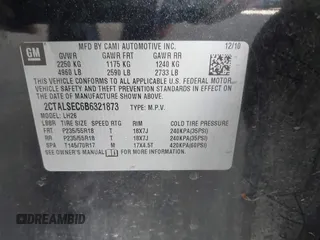 GM
MFD BY CAMI AUTOMOTIVE INC. 12/10
GVWR GAWR FRT GAWR RR
2250 KG 1175 KG 1240 KG
4960 LB 2590 LB 2733 LB
THIS VEHICLE CONFORMS TO ALL APPLICABLE U.S. FEDERAL MOTOR
VEHICLE SAFETY, BUMPER, AND THEFT PREVENTION STANDARDS IN
EFFECT ON THE DATE OF MANUFACTURE SHOWN ABOVE.
2CTALSEC6B6321873 TYPE: M.P.V.
MODEL: LH26
TIRE SIZE SPEED RTG RIM COLD TIRE PRESSURE
FRT P235/55R18 T 18X7J 240KPA(35PSI)
RR P235/55R18 T 18X7J 240KPA(35PSI)
SPA T145/70R17 M 17X4.5T 420KPA(60PSI)
SEE OWNER'S MANUAL FOR ADDITIONAL INFORMATION.
DREAMBID